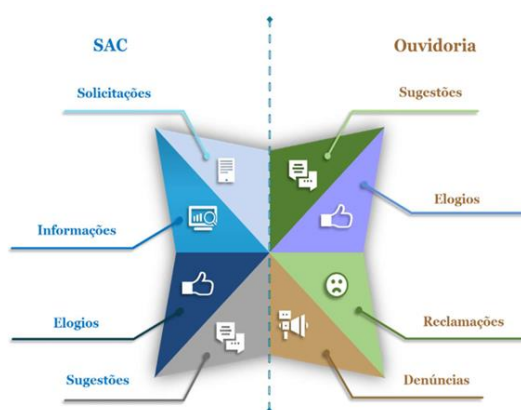 SAC
Ouvidoria
Solicitações
Sugestões
Informações
Elogios
Elogios
Reclamações
Sugestões
Denúncias